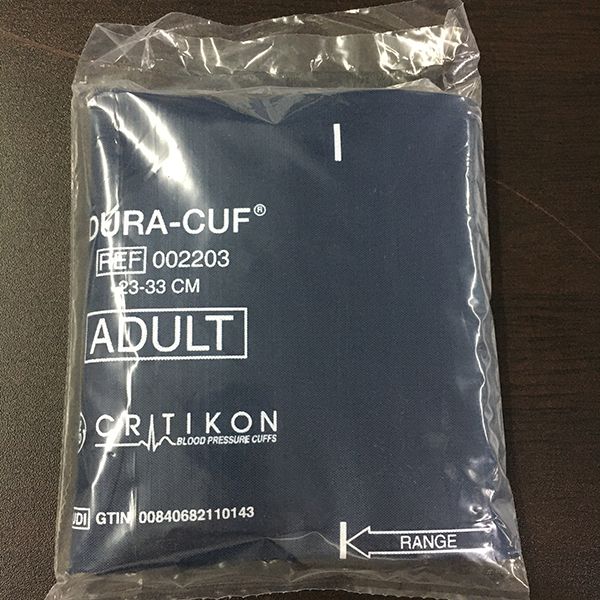 DURA-CUF®
REF 002203
23-33 CM
ADULT
CRITIKON
BLOOD PRESSURE CUFFS
UDI GTIN 00840682110143
RANGE